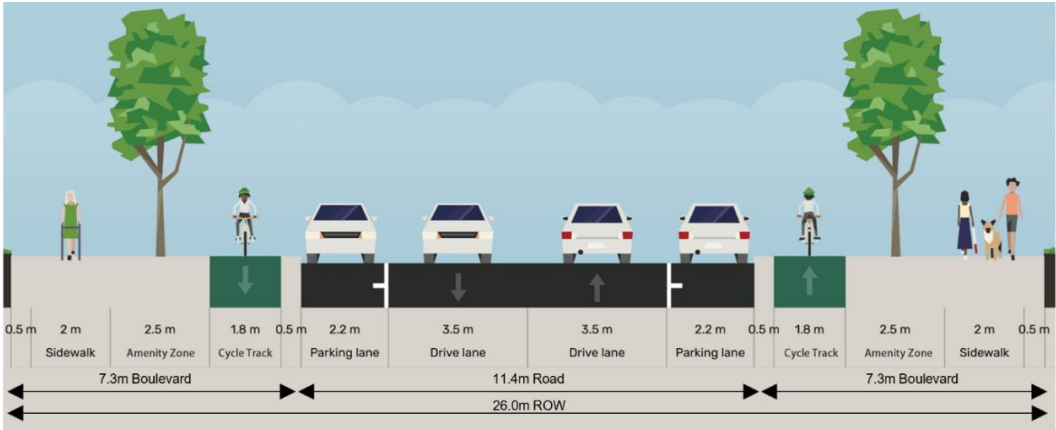 0.5 m 2 m 2.5 m 1.8 m 0.5 m 2.2 m 3.5 m 3.5 m 2.2 m 0.5 m 1.8 m 2.5 m 2 m 0.5 m
Sidewalk Amenity Zone Cycle Track Parking lane Drive lane Drive lane Parking lane Cycle Track Amenity Zone Sidewalk
7.3m Boulevard 11.4m Road 7.3m Boulevard
26.0m ROW